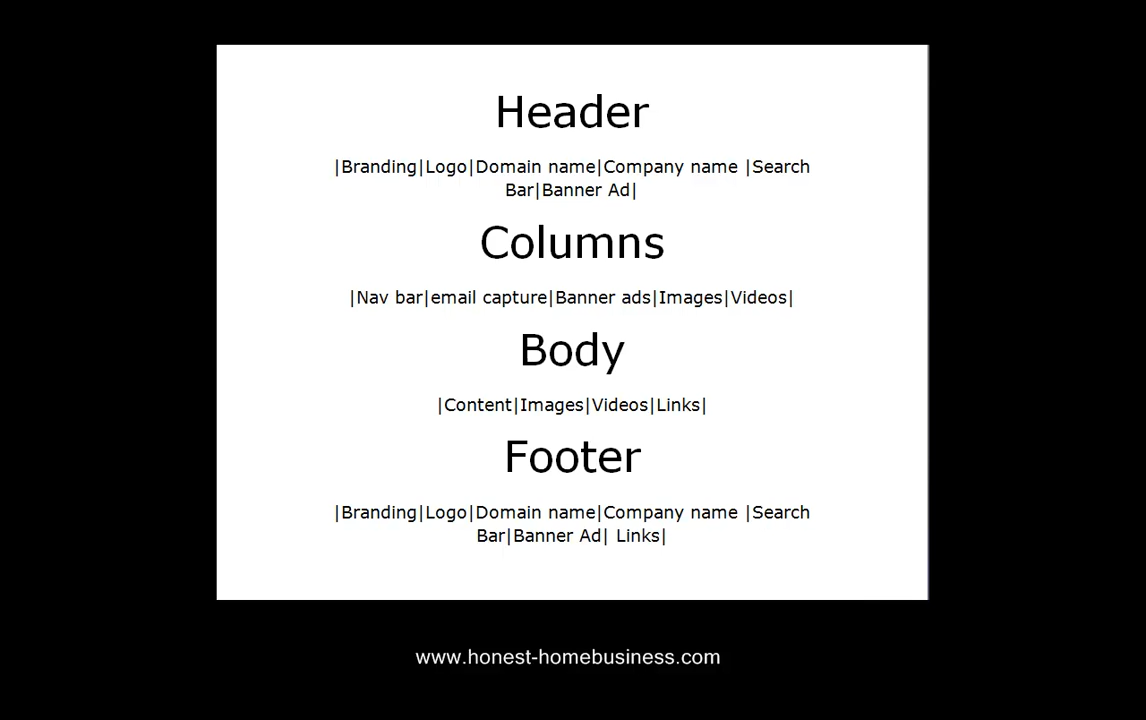 Header
|Branding|Logo|Domain name|Company name |Search
Bar|Banner Ad|
Columns
|Nav bar|email capture|Banner ads|Images|Videos|
Body
|Content|Images|Videos|Links|
Footer
|Branding|Logo|Domain name|Company name |Search
Bar|Banner Ad| Links|
www.honest-homebusiness.com